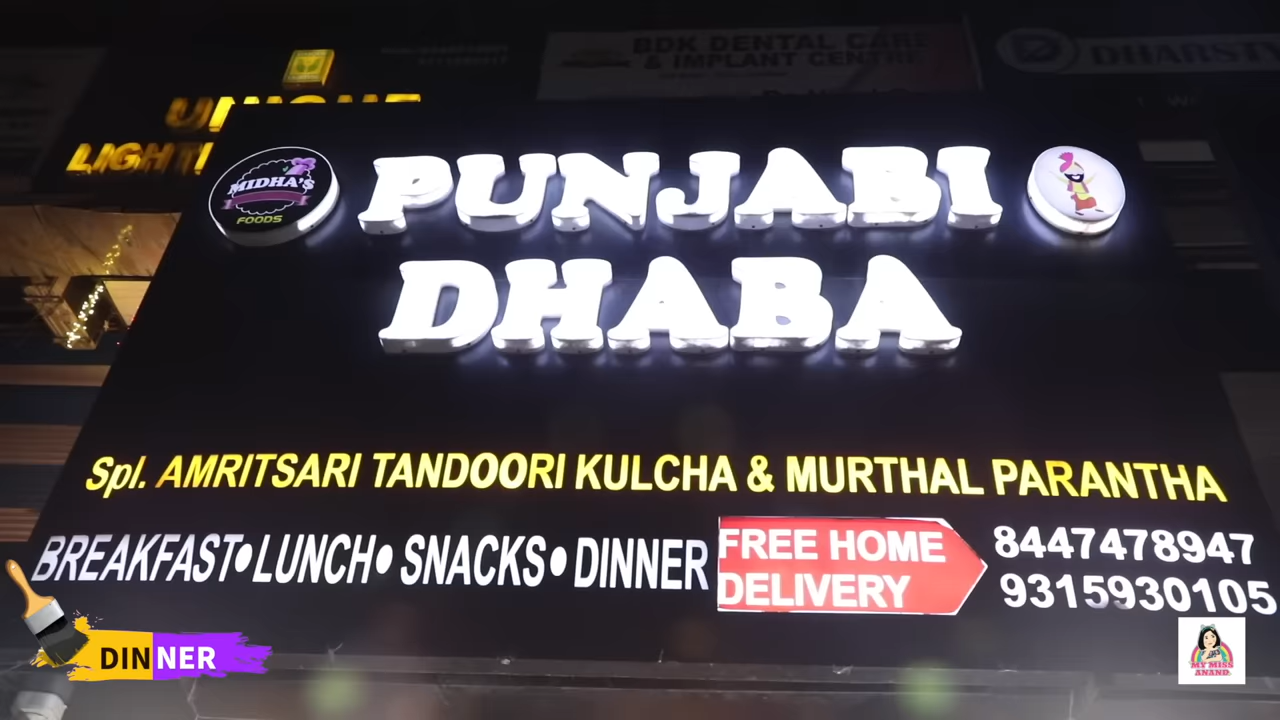 BDK DENTAL CARE
& IMPLANT CENTRE
DHARSTY
LIGHTI
MIDHA'S
FOODS
PUNJABI
DHABA
Spl. AMRITSARI TANDOORI KULCHA & MURTHAL PARANTHA
BREAKFAST• LUNCH• SNACKS• DINNER
FREE HOME
DELIVERY
8447478947
9315930105
DINNER
MY MISS
ANAND